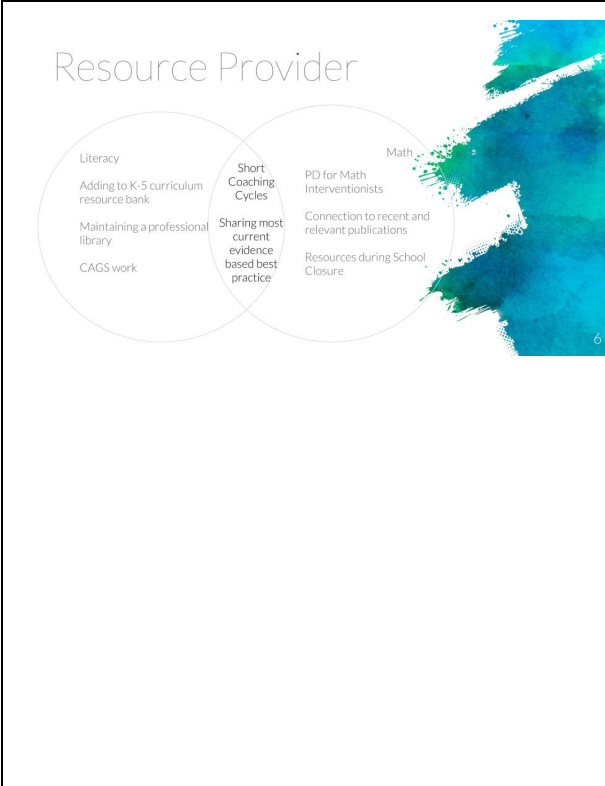 Resource Provider
Literacy
Adding to K-5 curriculum
resource bank
Maintaining a professional
library
CAGS work
Short
Coaching
Cycles
Sharing most
current
evidence
based best
practice
Math
PD for Math
Interventionists
Connection to recent and
relevant publications
Resources during School
Closure
6